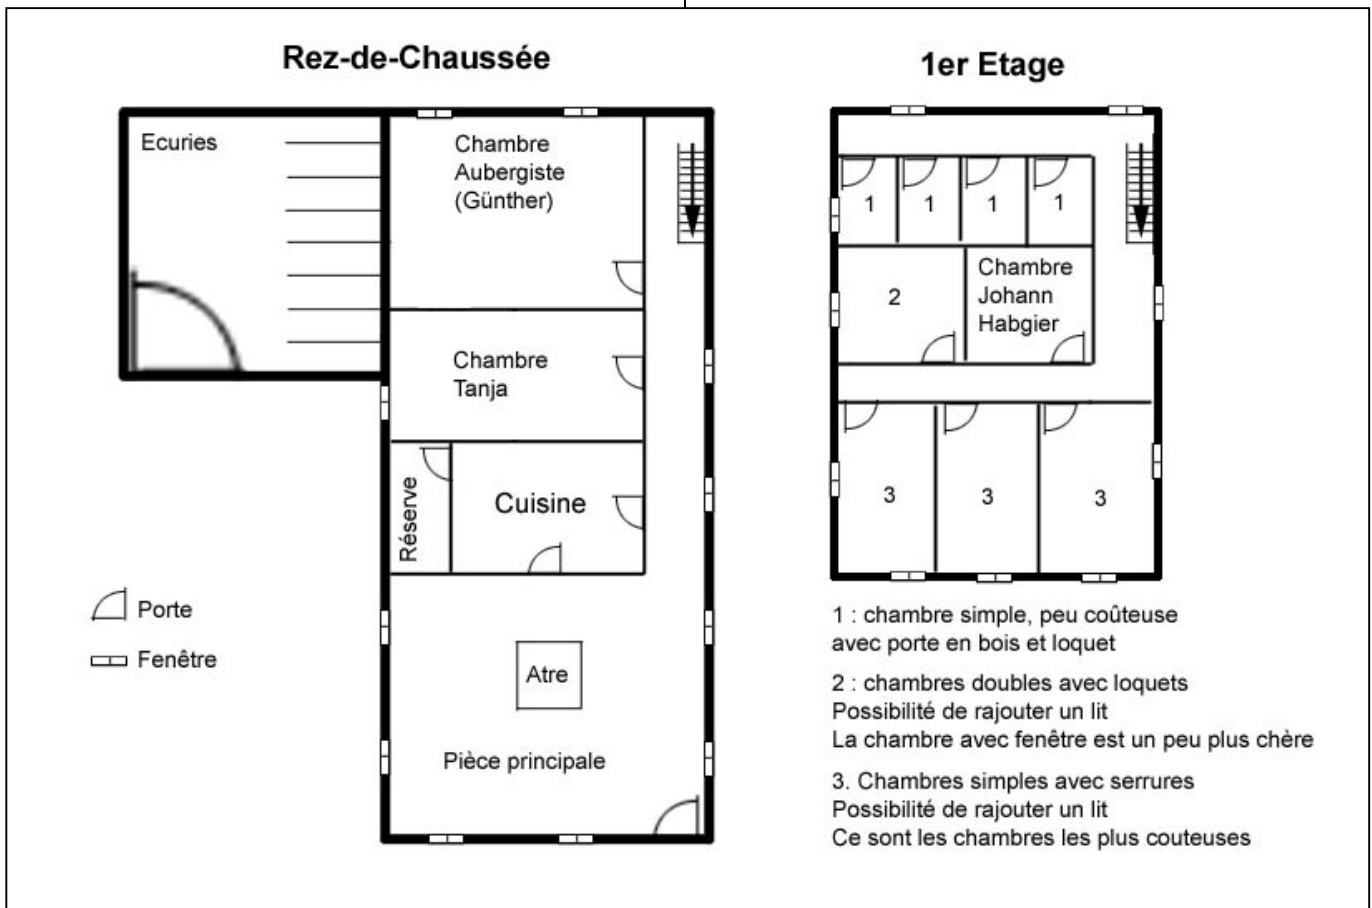 Rez-de-Chaussée
1er Etage
Ecuries
Chambre
Aubergiste
(Günther)
Chambre
Tanja
Réserve
Cuisine
Atre
Pièce principale
Porte
Fenêtre
1
1
1
1
2
Chambre
Johann
Habgier
3
3
3
1 : chambre simple, peu coûteuse
avec porte en bois et loquet
2 : chambres doubles avec loquets
Possibilité de rajouter un lit
La chambre avec fenêtre est un peu plus chère
3. Chambres simples avec serrures
Possibilité de rajouter un lit
Ce sont les chambres les plus couteuses